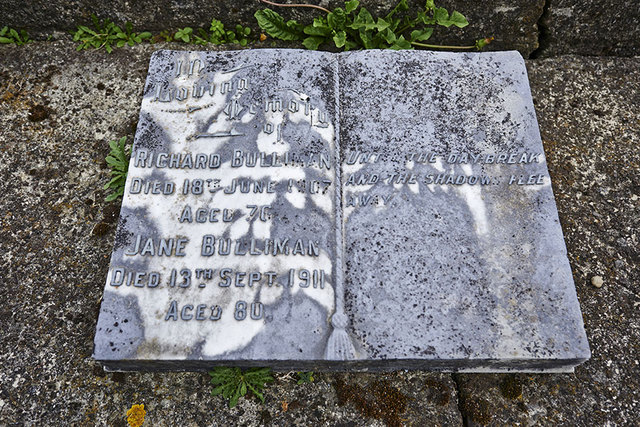 In
Loving
Memory
of
RICHARD BULLIMAN
DIED 18TH JUNE 1907
AGED 76
JANE BULLIMAN
DIED 13TH SEPT. 1911
AGED 80.
UNTIL THE DAY BREAK
AND THE SHADOWS FLEE
AWAY